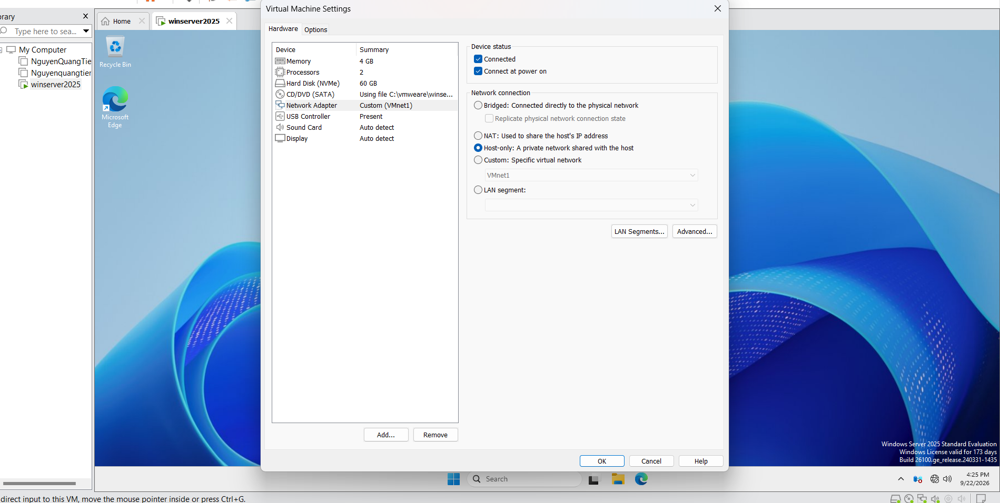 Virtual Machine Settings
brary
Type here to sea...
My Computer
NguyenQuangTie
Nguyenquangtier
winserver2025
Home
winserver2025
Recycle Bin
Microsoft
Edge
Hardware
Options
Device Summary
Memory 4 GB
Processors 2
Hard Disk (NVMe) 60 GB
CD/DVD (SATA) Using file C:\vmweare\winse...
Network Adapter Custom (VMnet1)
USB Controller Present
Sound Card Auto detect
Display Auto detect
Add...
Remove
Device status
Connected
Connect at power on
Network connection
Bridged: Connected directly to the physical network
Replicate physical network connection state
NAT: Used to share the host's IP address
Host-only: A private network shared with the host
Custom: Specific virtual network
VMnet1
LAN segment:
LAN Segments...
Advanced...
OK
Cancel
Help
Windows Server 2025 Standard Evaluation
Windows License valid for 173 days
Build 26100.ge_release.240331-1435
Search
4:25 PM
9/22/2026
direct input to this VM, move the mouse pointer inside or press Ctrl+G.